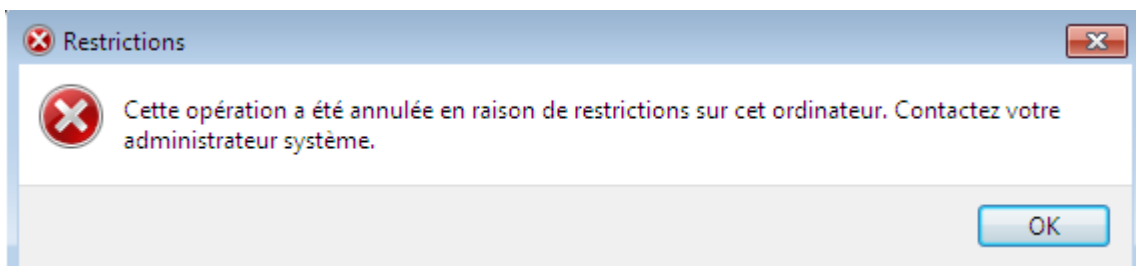 Restrictions
Cette opération a été annulée en raison de restrictions sur cet ordinateur. Contactez votre
administrateur système.
OK